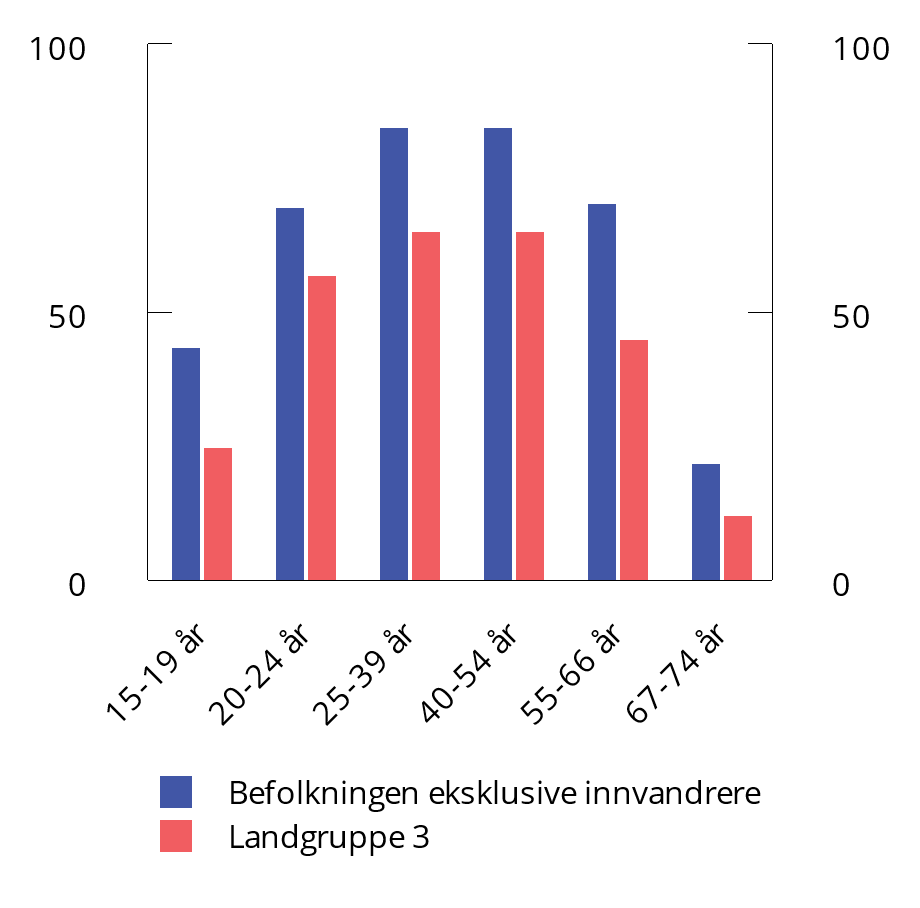 100 100
50 50
0 0
15-19 år 20-24 år 25-39 år 40-54 år 55-66 år 67-74 år
Befolkningen eksklusive innvandrere
Landgruppe 3